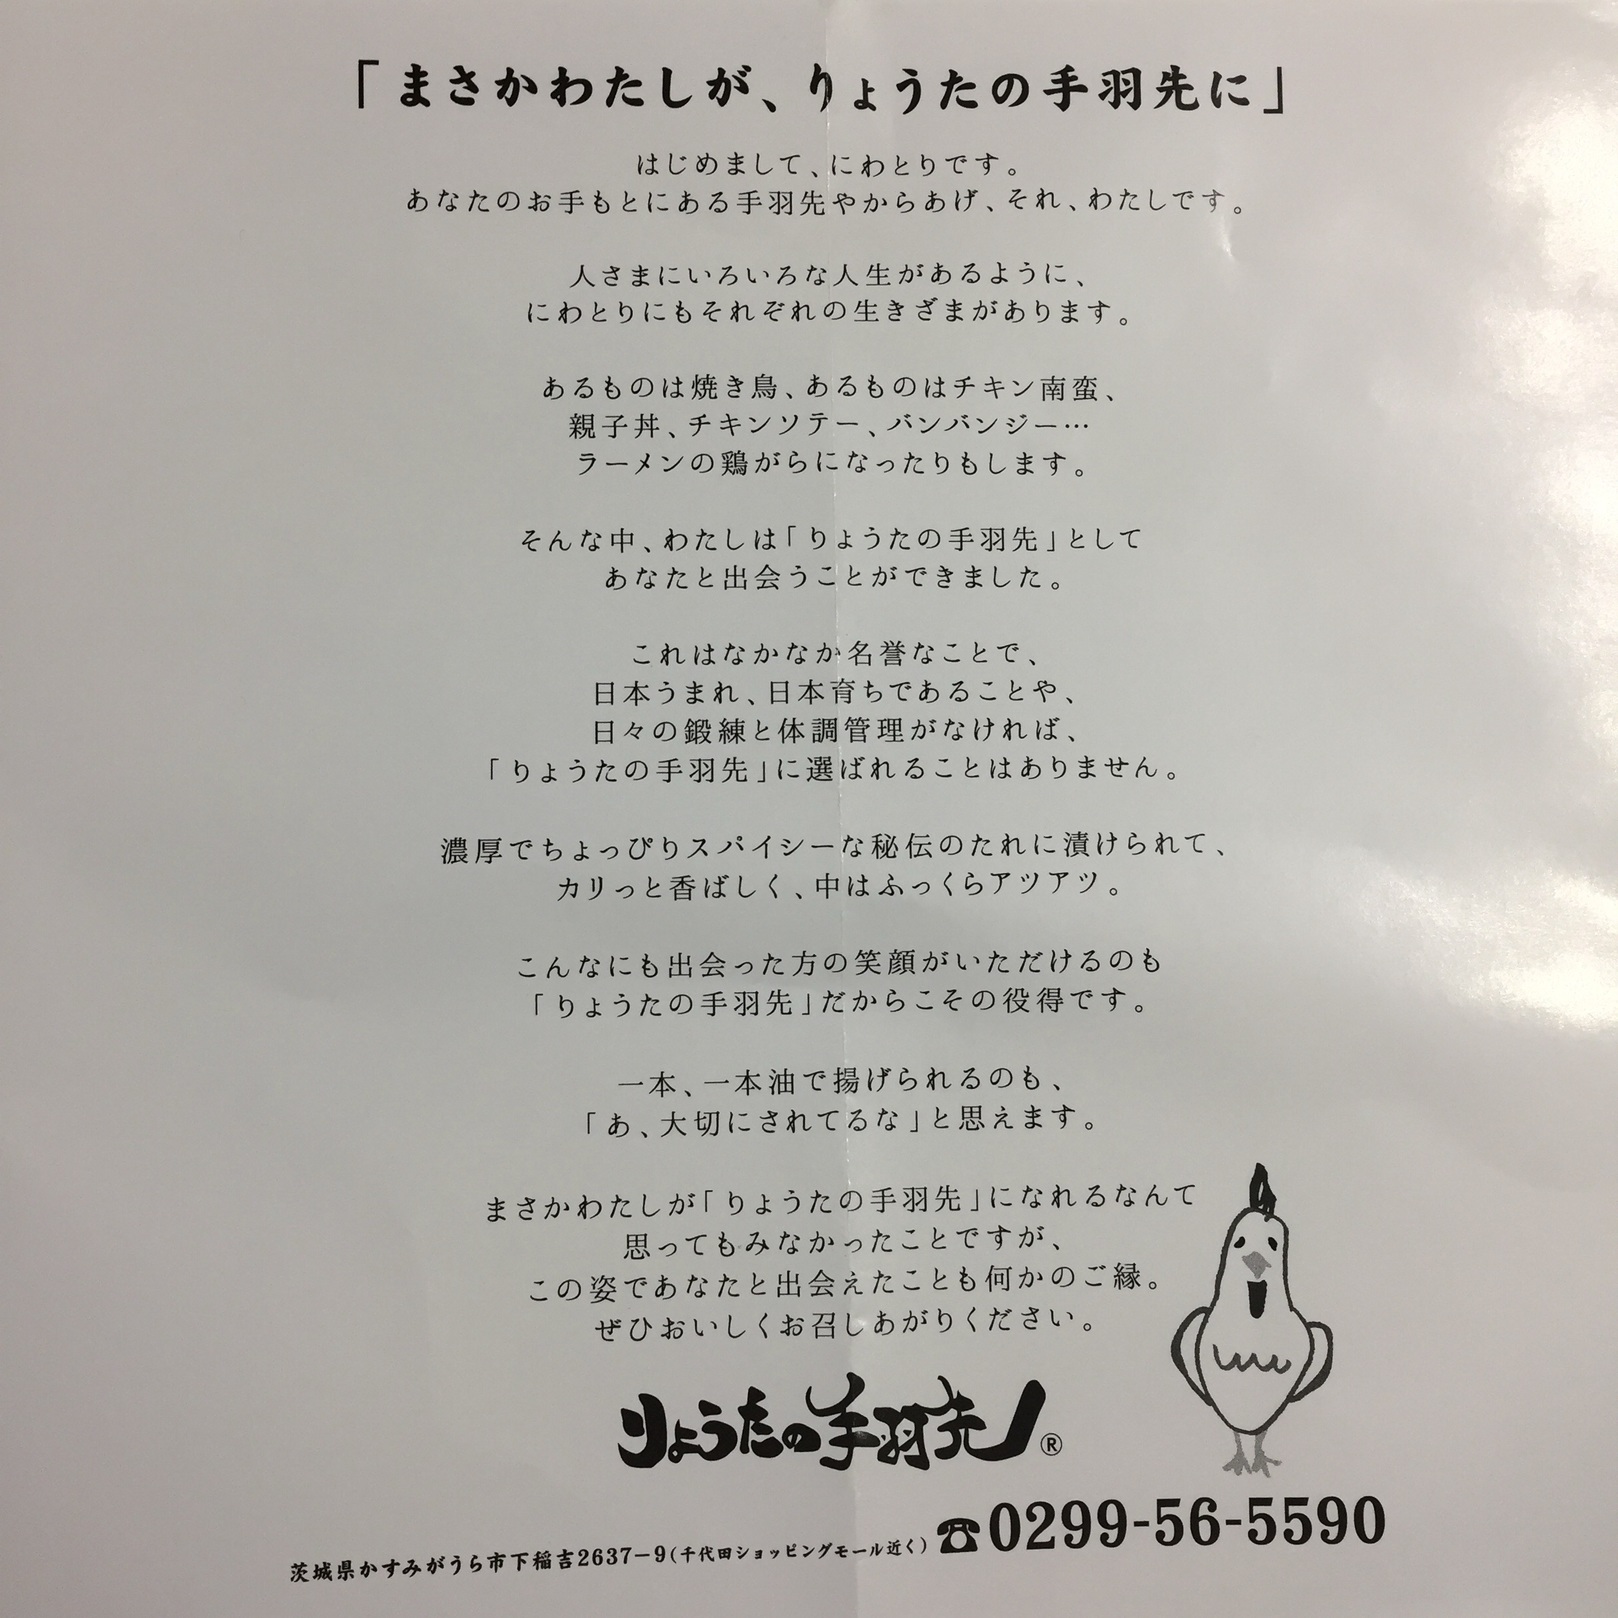 「まさかわたしが、りょうたの手羽先に」
はじめまして、にわとりです。
あなたのお手もとにある手羽先やからあげ、それ、わたしです。
人さまにいろいろな人生があるように、
にわとりにもそれぞれの生きざまがあります。
あるものは焼き鳥、あるものはチキン南蛮、
親子丼、チキンソテー、バンバンジー…
ラーメンの鶏がらになったりもします。
そんな中、わたしは「りょうたの手羽先」として
あなたと出会うことができました。
これはなかなか名誉なことで、
日本うまれ、日本育ちであることや、
日々の鍛練と体調管理がなければ、
「りょうたの手羽先」に選ばれることはありません。
濃厚でちょっぴりスパイシーな秘伝のたれに漬けられて、
カリっと香ばしく、中はふっくらアツアツ。
こんなにも出会った方の笑顔がいただけるのも
「りょうたの手羽先」だからこその役得です。
一本、一本油で揚げられるのも、
「あ、大切にされてるな」と思えます。
まさかわたしが「りょうたの手羽先」になれるなんて
思ってもみなかったことですが、
この姿であなたと出会えたことも何かのご縁。
ぜひおいしくお召しあがりください。
りょうたの手羽先®
☎0299-56-5590
茨城県かすみがうら市下稲吉2637-9(千代田ショッピングモール近く)